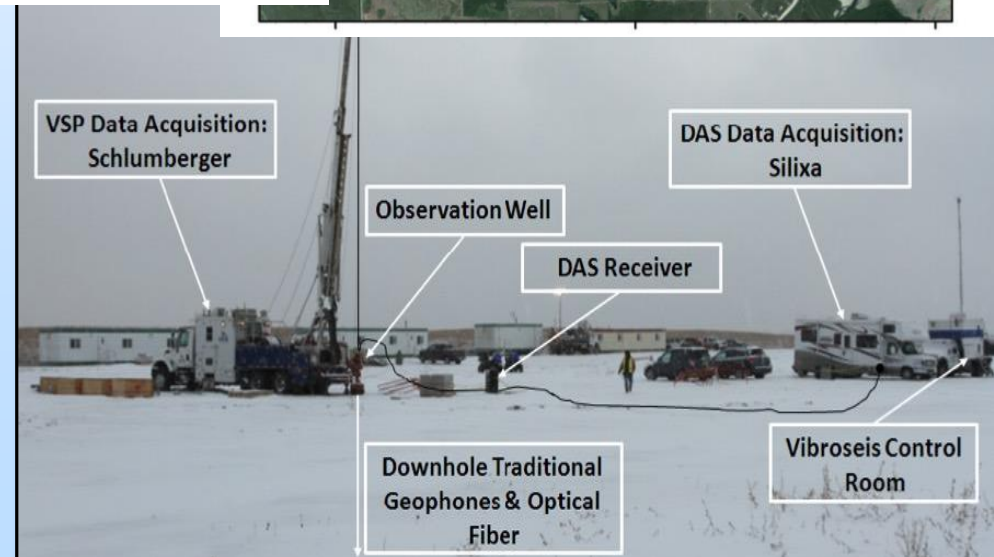 VSP Data Acquisition:
Schlumberger
Observation Well
DAS Receiver
DAS Data Acquisition:
Silixa
Downhole Traditional
Geophones & Optical
Fiber
Vibroseis Control
Room